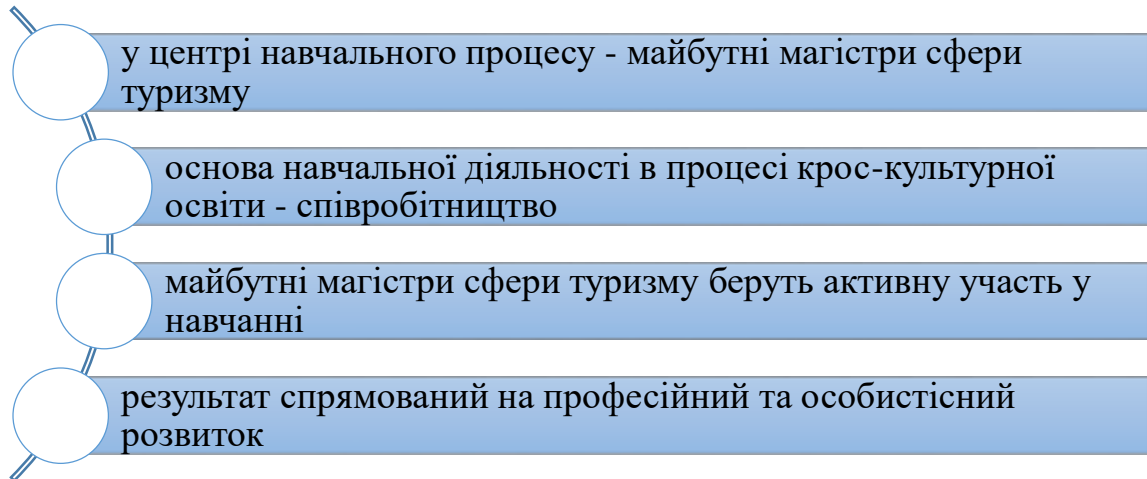 у центрі навчального процесу - майбутні магістри сфери
туризму
основа навчальної діяльності в процесі крос-культурної
освіти - співробітництво
майбутні магістри сфери туризму беруть активну участь у
навчанні
результат спрямований на професійний та особистісний
розвиток